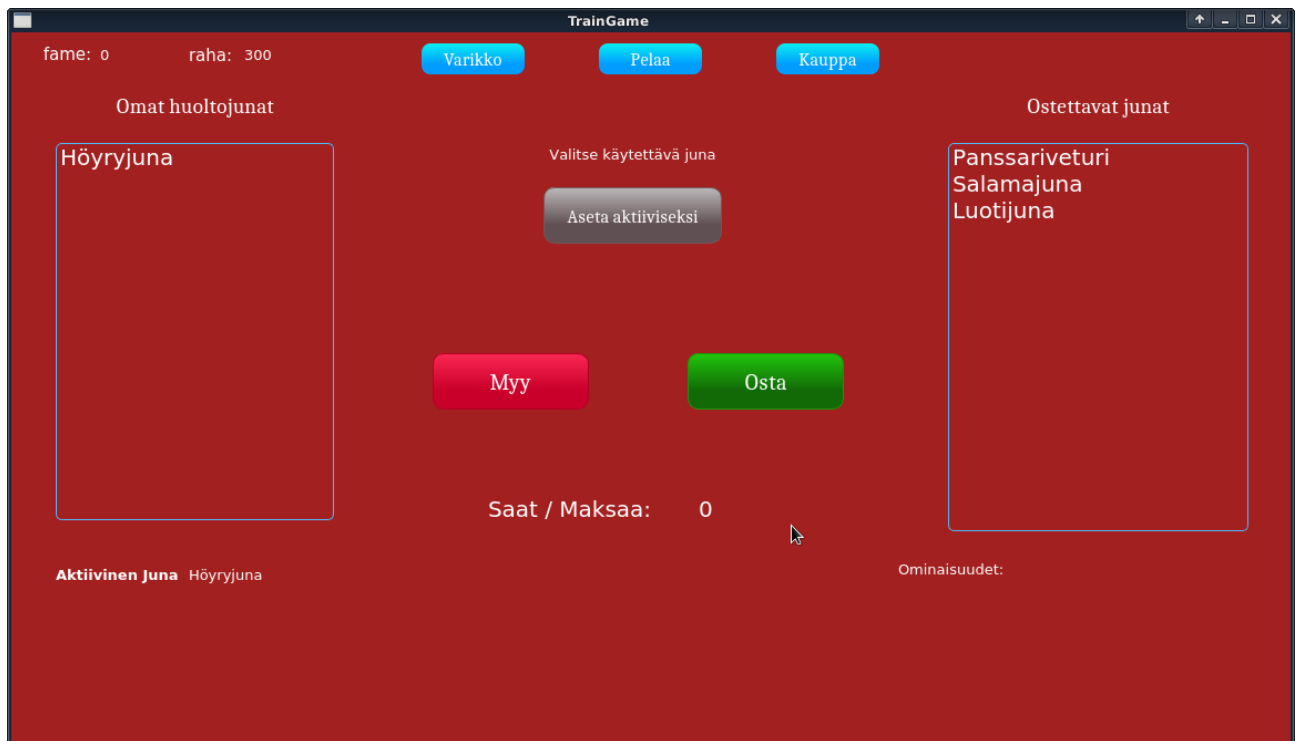 TrainGame
fame: 0 raha: 300 Varikko Pelaa Kauppa
Omat huoltojunat Ostettavat junat
Höyryjuna Valitse käytettävä juna Panssariveturi
Salamajuna
Aseta aktiiviseksi Luotijuna
Myy Osta
Saat / Maksaa: 0
Aktiivinen Juna Höyryjuna Ominaisuudet: